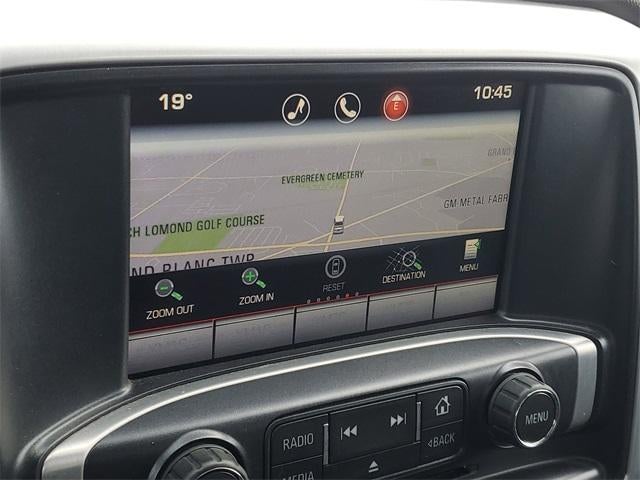 19° 10:45
E
EVERGREEN CEMETERY
GRAND
GM-METAL FABR
CH LOMOND GOLF COURSE
ND BLANC TWP
ZOOM OUT ZOOM IN RESET DESTINATION MENU
RADIO
MENU
BACK
MEDIA